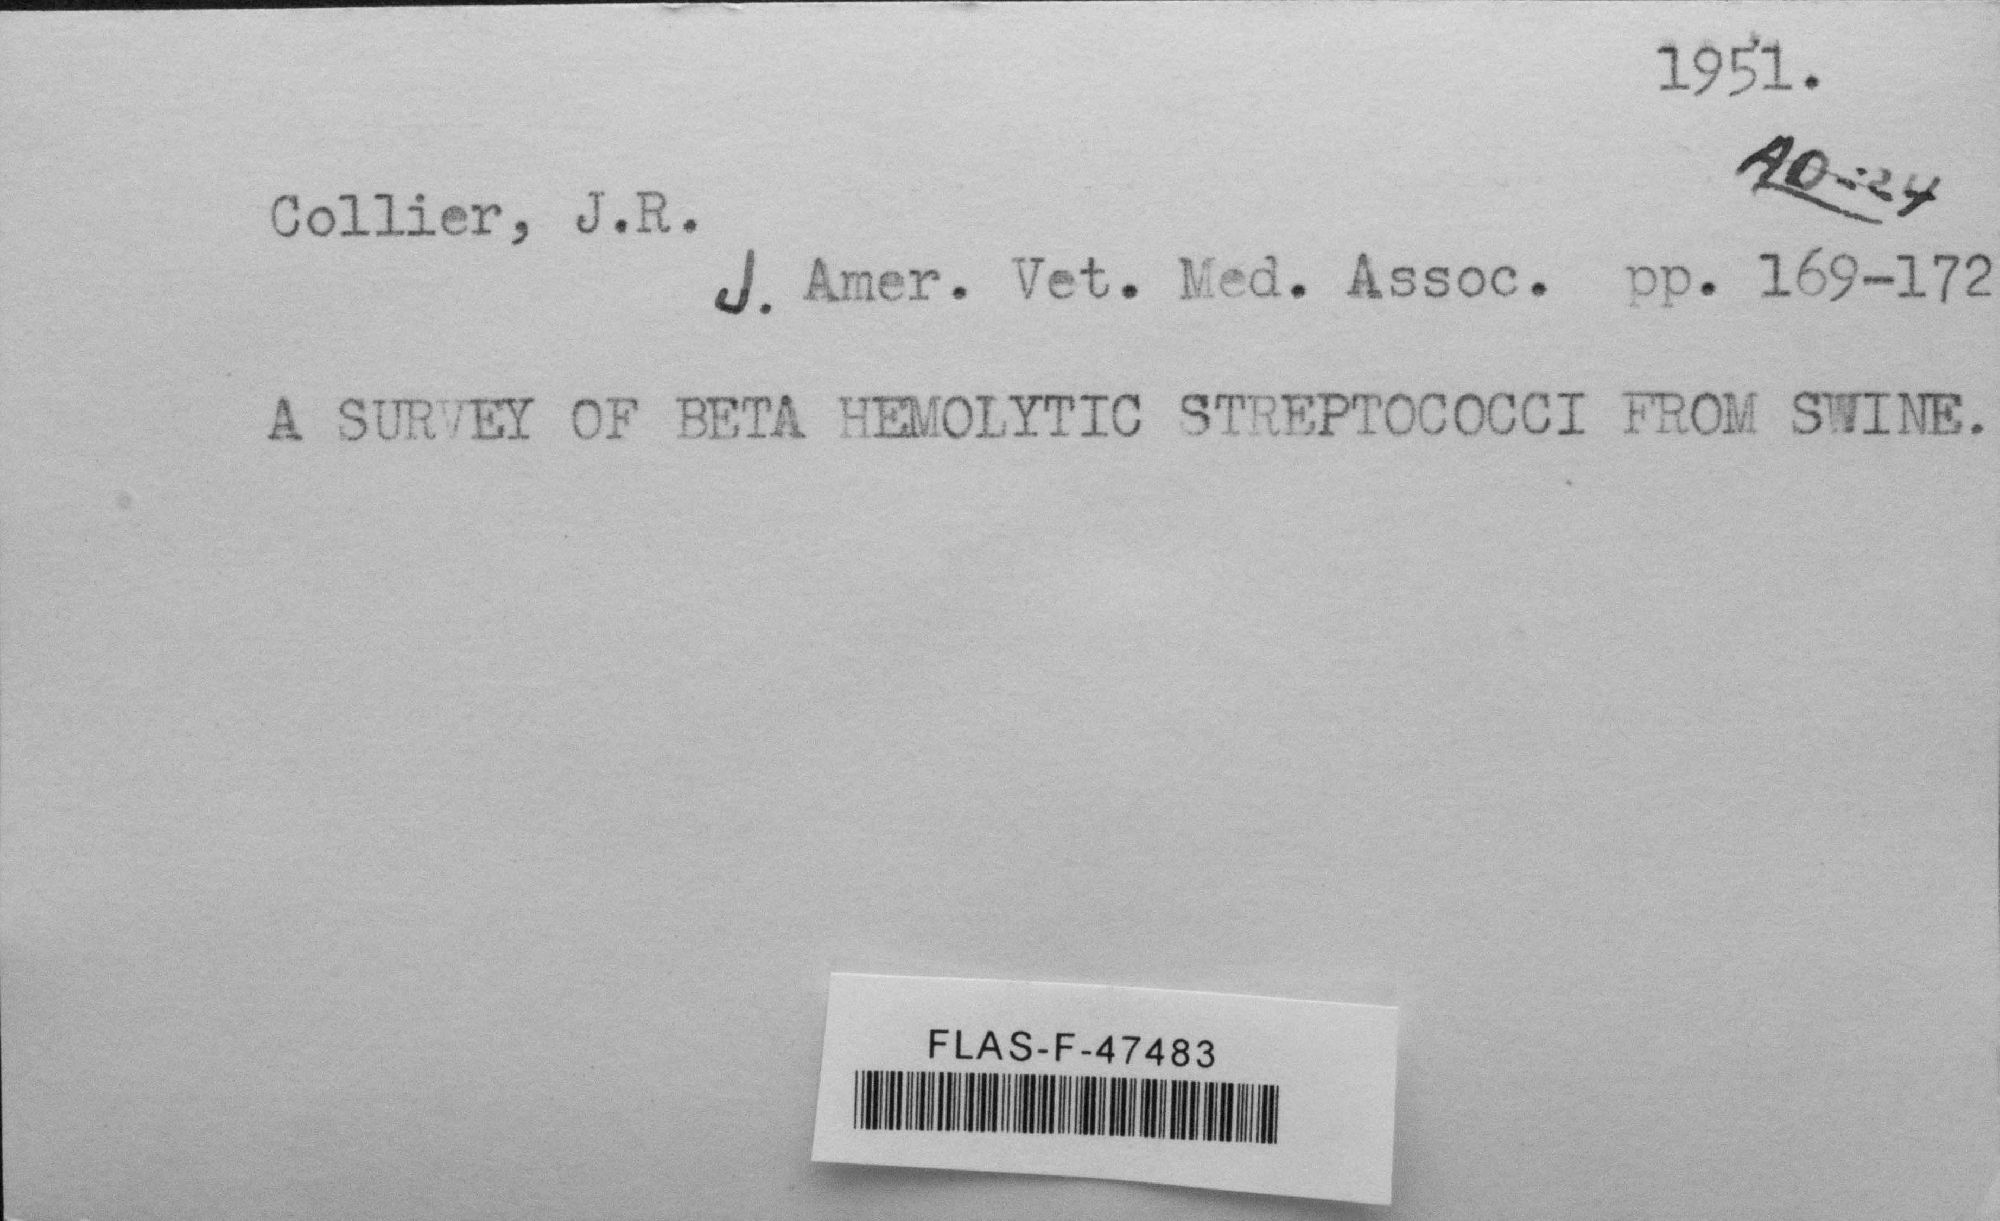 1951.
AD-24
Collier, J.R.
J. Amer. Vet. Med. Assoc. pp. 169-172
A SURVEY OF BETA HEMOLYTIC STREPTOCOCCI FROM SWINE.
FLAS-F-47483